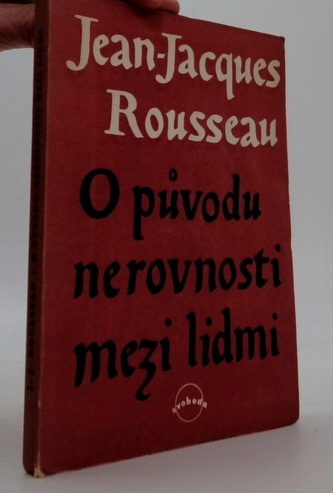 Jean-Jacques
Rousseau
O původu
nerovnosti
mezi lidmi
svoboda